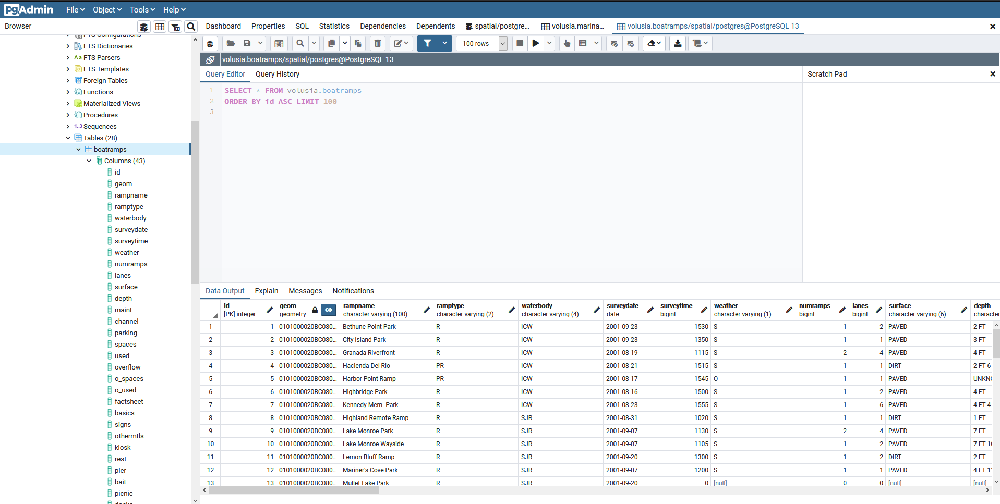 pgAdmin File Object Tools Help
Browser
Dashboard Properties SQL Statistics Dependencies Dependents spatial/postgre... volusia.marina... volusia.boatramps/spatial/postgres@PostgreSQL 13
100 rows
volusia.boatramps/spatial/postgres@PostgreSQL 13
FTS Configurations
FTS Dictionaries
Aa FTS Parsers
FTS Templates
Foreign Tables
Functions
Materialized Views
Procedures
1..3 Sequences
Tables (28)
boatramps
Columns (43)
id
geom
rampname
ramptype
waterbody
surveydate
surveytime
weather
numramps
lanes
surface
depth
maint
channel
parking
spaces
used
overflow
o_spaces
o_used
factsheet
basics
signs
othermtls
kiosk
rest
pier
bait
picnic
Query Editor Query History
Scratch Pad
1 SELECT * FROM volusia.boatramps
2 ORDER BY id ASC LIMIT 100
3
Data Output Explain Messages Notifications
id geom rampname ramptype waterbody surveydate surveytime weather numramps lanes surface depth
[PK] integer geometry character varying (100) character varying (2) character varying (4) date bigint character varying (1) bigint bigint character varying (6) character
1 1 0101000020BC080... Bethune Point Park R ICW 2001-09-23 1530 S 1 2 PAVED 2 FT
2 2 0101000020BC080... City Island Park R ICW 2001-09-23 1350 S 1 1 PAVED 3 FT
3 3 0101000020BC080... Granada Riverfront R ICW 2001-08-19 1115 S 2 4 PAVED 4 FT
4 4 0101000020BC080... Hacienda Del Rio PR ICW 2001-08-21 1515 S 1 1 DIRT 2 FT 6
5 5 0101000020BC080... Harbor Point Ramp PR ICW 2001-08-17 1545 O 1 1 PAVED UNKNO
6 6 0101000020BC080... Highbridge Park R ICW 2001-08-16 1500 S 1 2 PAVED 4 FT
7 7 0101000020BC080... Kennedy Mem. Park R ICW 2001-08-23 1555 S 1 6 PAVED 4 FT 4
8 8 0101000020BC080... Highland Remote Ramp R SJR 2001-08-31 1020 S 1 1 DIRT 1 FT
9 9 0101000020BC080... Lake Monroe Park R SJR 2001-09-07 1130 S 2 4 PAVED 7 FT
10 10 0101000020BC080... Lake Monroe Wayside R SJR 2001-09-07 1105 S 1 2 PAVED 7 FT 10
11 11 0101000020BC080... Lemon Bluff Ramp R SJR 2001-09-20 1300 S 1 2 DIRT 2 FT
12 12 0101000020BC080... Mariner's Cove Park R SJR 2001-09-07 1200 S 1 1 PAVED 4 FT 11
13 13 0101000020BC080... Mullet Lake Park R SJR 2001-09-20 0 [null] 0 0 [null] [null]